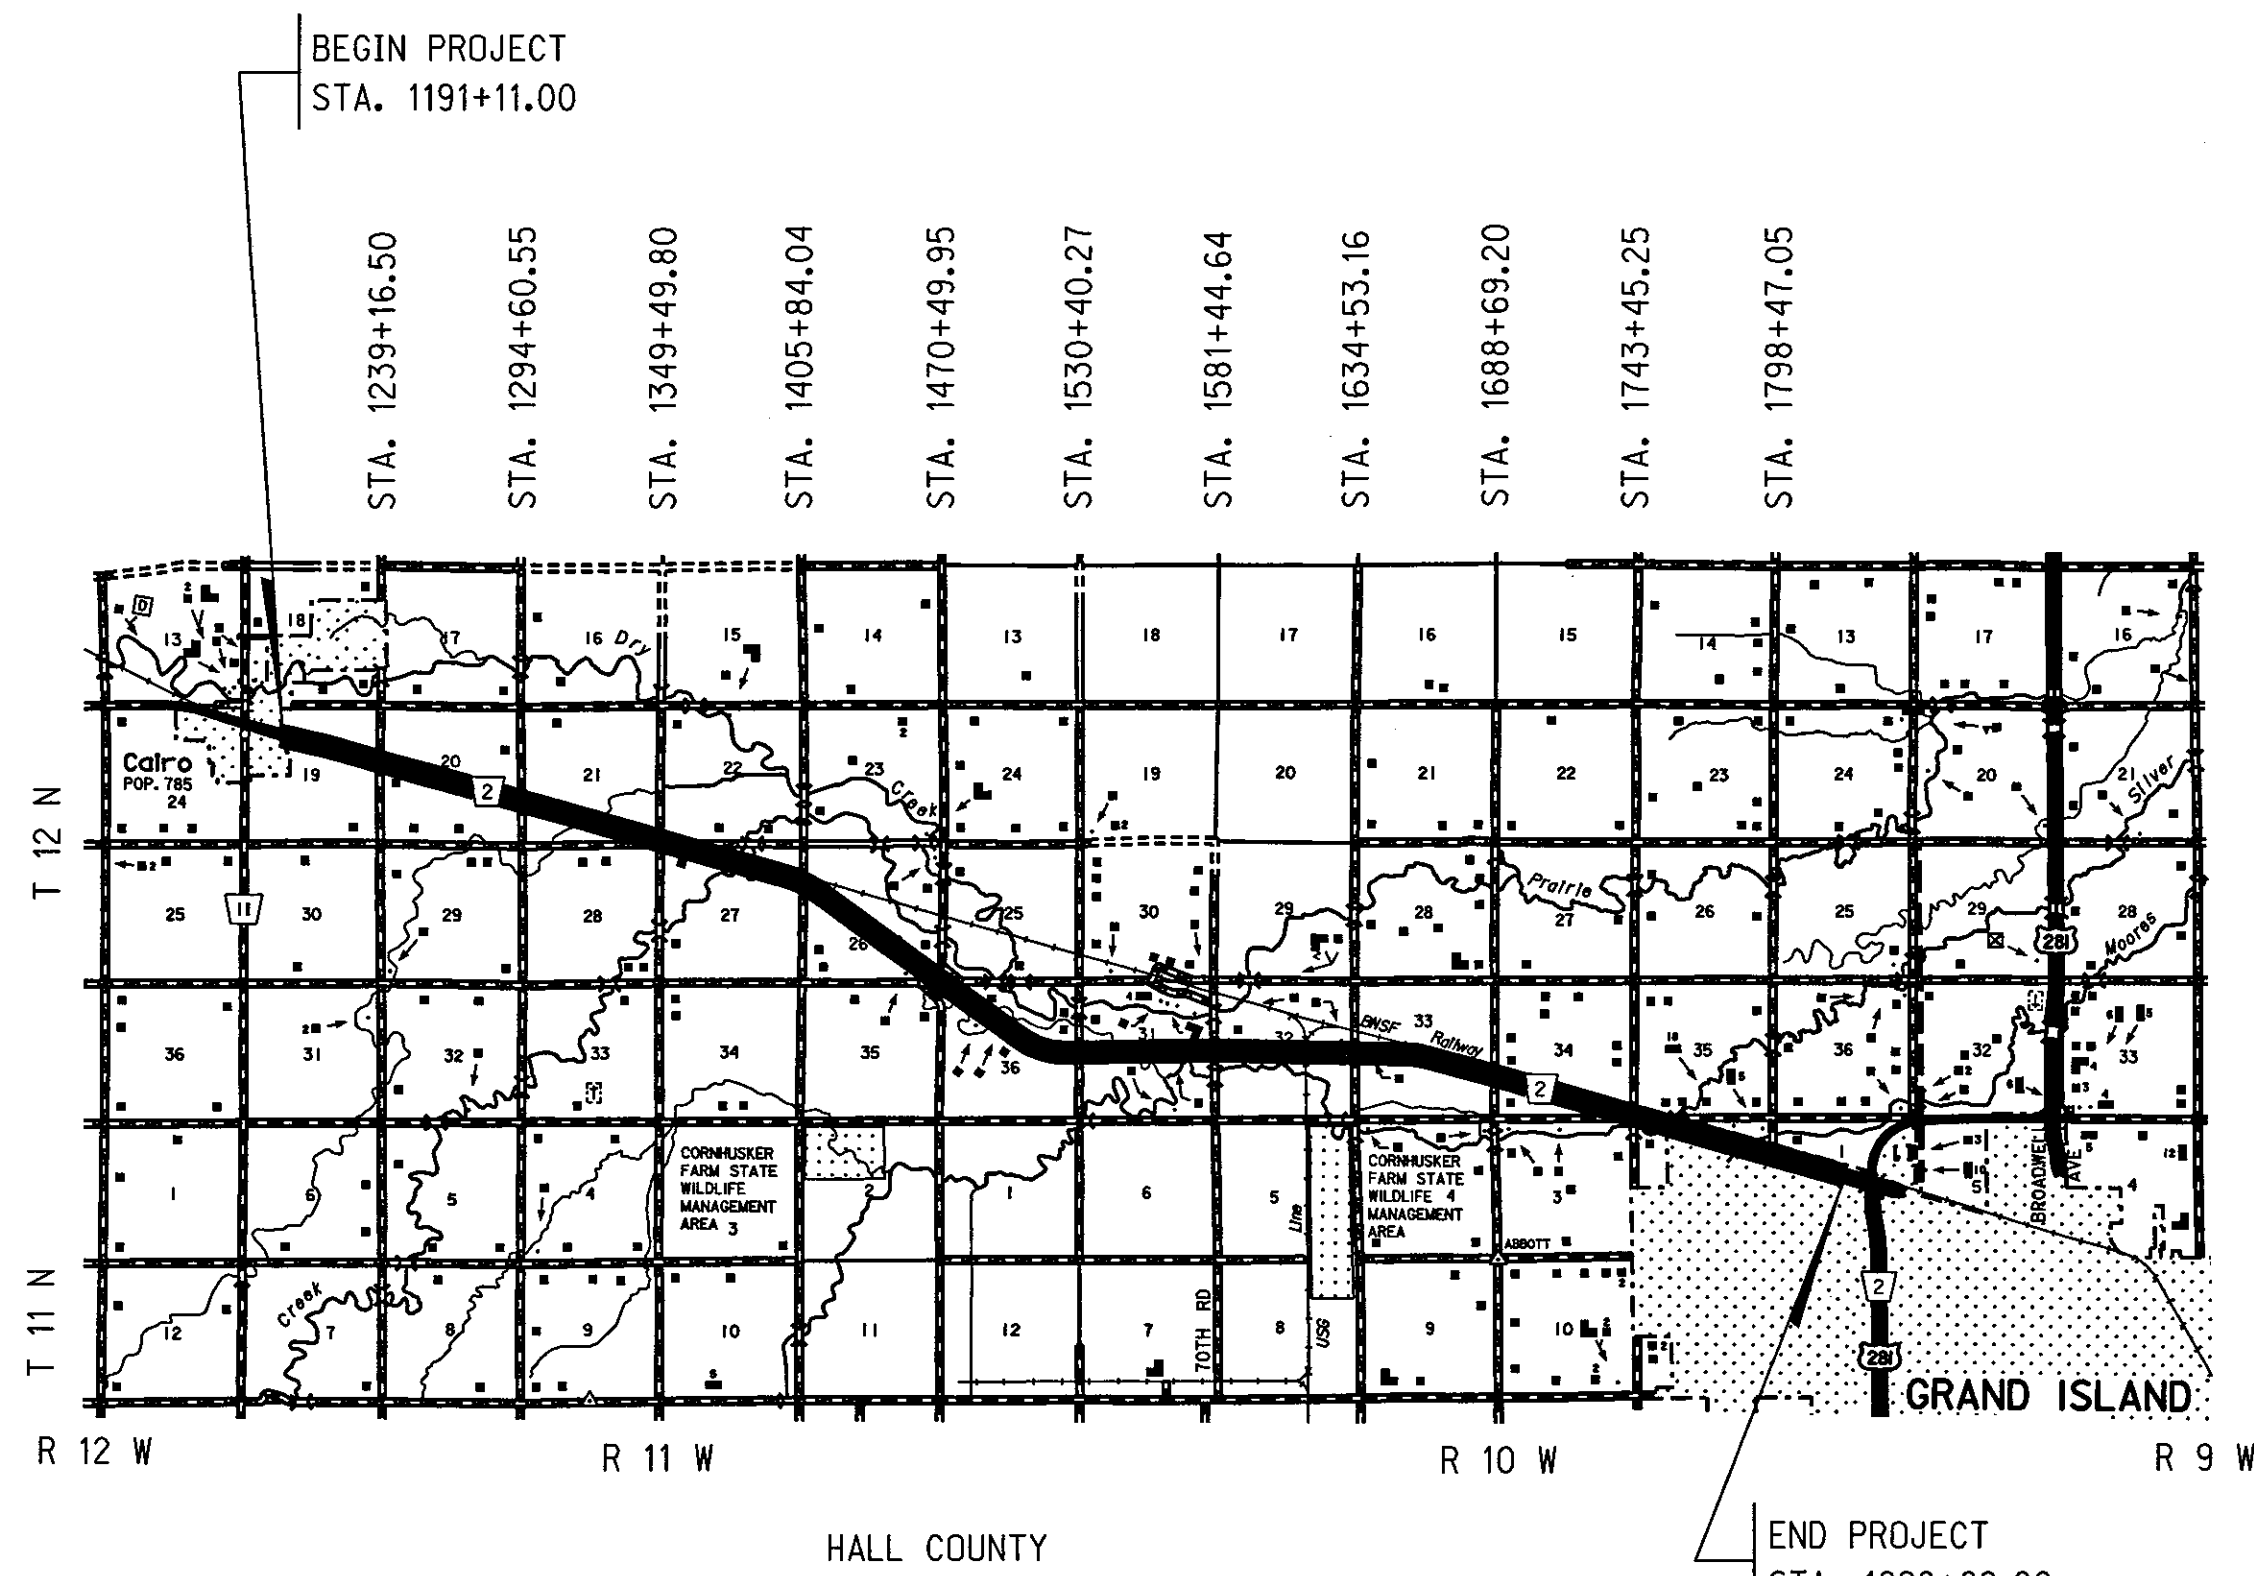 BEGIN PROJECT
STA. 1191+11.00
STA. 1239+16.50
STA. 1294+60.55
STA. 1349+49.80
STA. 1405+84.04
STA. 1470+49.95
STA. 1530+40.27
STA. 1581+44.64
STA. 1634+53.16
STA. 1688+69.20
STA. 1743+45.25
STA. 1798+47.05
D
13 18 17 16 Dry 15 14 13 18 17 16 15 14 13 17 16
Cairo
POP. 785
24 19 20 21 22 23 Creek 24 19 20 21 22 23 24 20 21 Silver
2
T 12 N
11
25 30 29 28 27 26 25 30 29 28 Prairie 27 26 25 29 28
281
Moores
36 31 32 33 34 35 36 31 32 BNSF Railway 33 34 35 36 32 33
2
T
CORNHUSKER
FARM STATE
WILDLIFE
MANAGEMENT
AREA 3
CORNHUSKER
FARM STATE
WILDLIFE 4
MANAGEMENT
AREA
1 6 5 4 2 1 6 5 3 1 5 4
BROADWELL AVE
Line
ABBOTT
T 11 N
Creek
12 7 8 9 10 11 12 7 8 9 10
70TH RD
USG
2
281
GRAND ISLAND
R 12 W
R 11 W
R 10 W
R 9 W
HALL COUNTY
END PROJECT